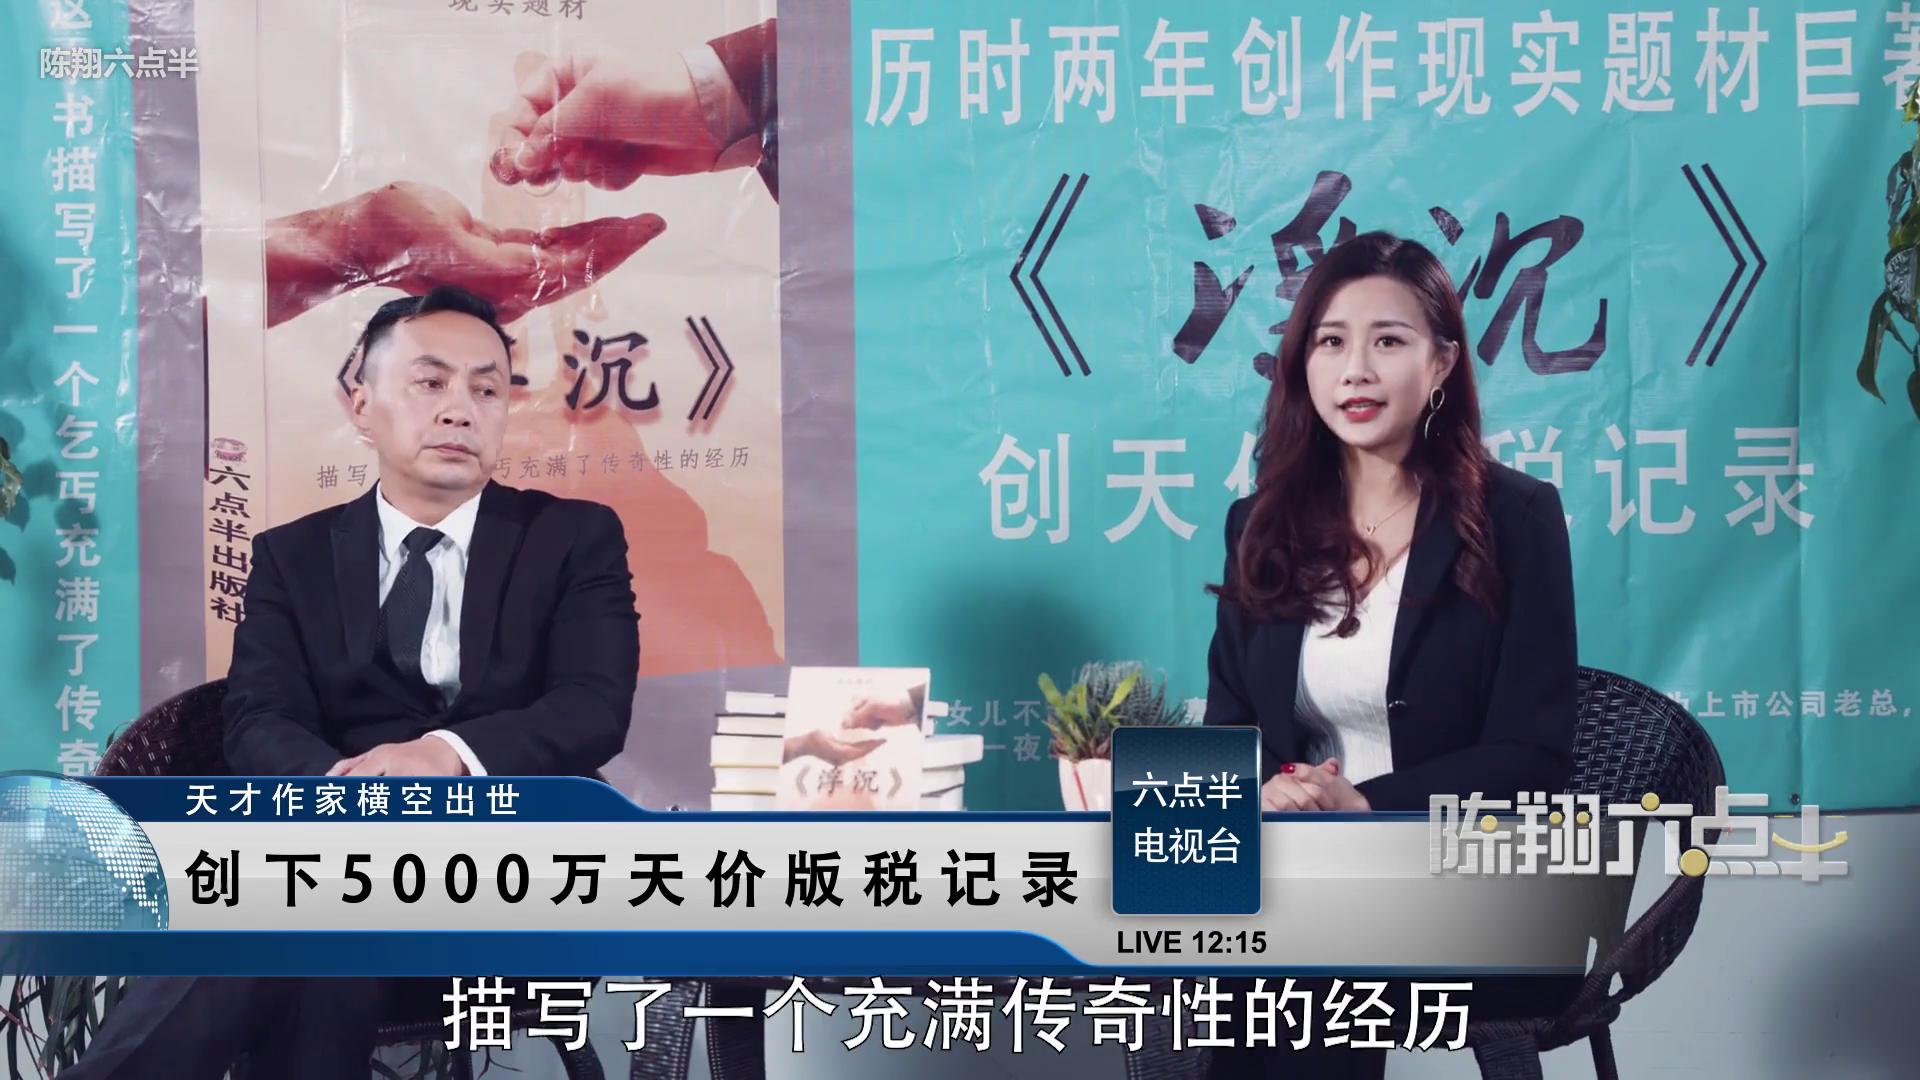 陈翔六点半
现实题材
这
书描写了一个乞丐充满了传奇
历时两年创作现实题材巨著
《浮沉》
创天价 税记录
沉》
描写 丐充满了传奇性的经历
六点半出版社
《浮沉》
女儿不
上市公司老总,
一夜
天才作家横空出世
创下5000万天价版税记录
六点半
电视台
LIVE 12:15
陈翔六点半
描写了一个充满传奇性的经历